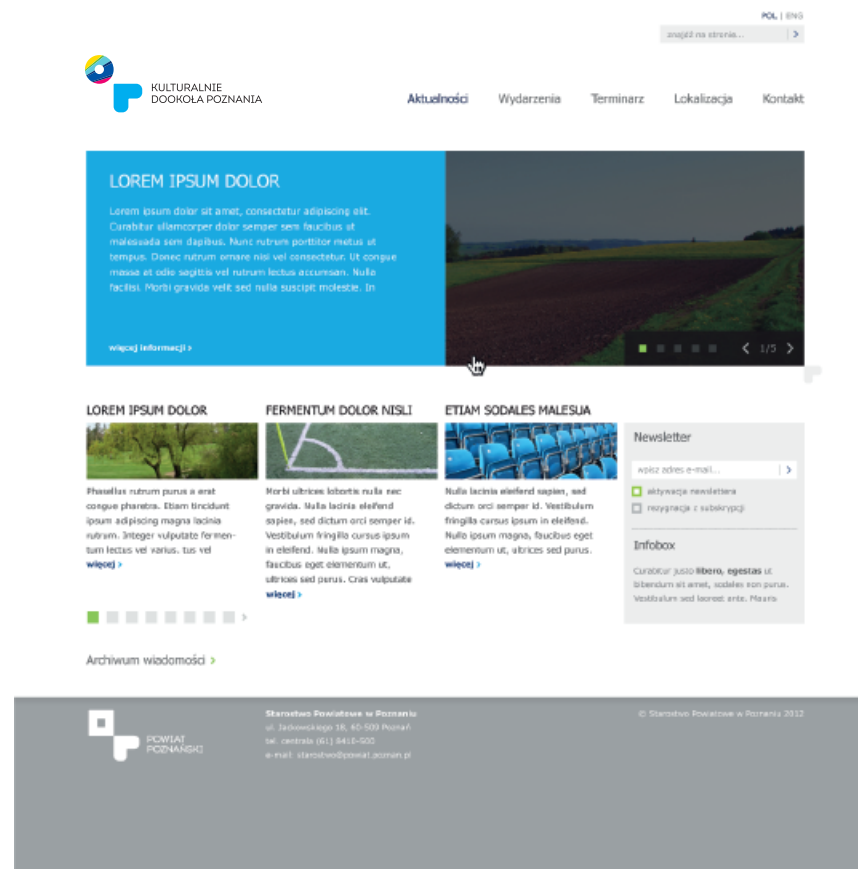 POL | ENG
znajdź na stronie...
KULTURALNIE
DOOKOŁA POZNANIA
Aktualności Wydarzenia Terminarz Lokalizacja Kontakt
LOREM IPSUM DOLOR
Lorem ipsum dolor sit amet, consectetur adipiscing elit.
Curabitur ullamcorper dolor semper sem faucibus ut
malesuada sem dapibus. Nunc rutrum porttitor metus ut
tempus. Donec rutrum ornare nisi vel consectetur. Ut congue
massa at odio sagittis vel rutrum lectus accumsan. Nulla
facilisi. Morbi gravida velit sed nulla suscipit molestie. In
więcej informacji ›
1/5
LOREM IPSUM DOLOR
Phasellus rutrum purus a erat
congue pharetra. Etiam tincidunt
ipsum adipiscing magna lacinia
rutrum. Integer vulputate fermen-
tum lectus vel varius. tus vel
więcej ›
FERMENTUM DOLOR NISLI
Morbi ultrices lobortis nulla nec
gravida. Nulla lacinia eleifend
sapien, sed dictum orci semper id.
Vestibulum fringilla cursus ipsum
in eleifend. Nulla ipsum magna,
faucibus eget elementum ut,
ultrices sed purus. Cras vulputate
więcej ›
ETIAM SODALES MALESUA
Nulla lacinia eleifend sapien, sed
dictum orci semper id. Vestibulum
fringilla cursus ipsum in eleifend.
Nulla ipsum magna, faucibus eget
elementum ut, ultrices sed purus.
więcej ›
Newsletter
wpisz adres e-mail...
aktywacja newslettera
rezygnacja z subskrypcji
Infobox
Curabitur justo libero, egestas ut
bibendum sit amet, sodales non purus.
Vestibulum sed laoreet ante. Mauris
Archiwum wiadomości ›
POWIAT
POZNAŃSKI
Starostwo Powiatowe w Poznaniu
ul. Jackowskiego 18, 60-509 Poznań
tel. centrala (61) 8410-500
e-mail: starostwo@powiat.poznan.pl
© Starostwo Powiatowe w Poznaniu 2012